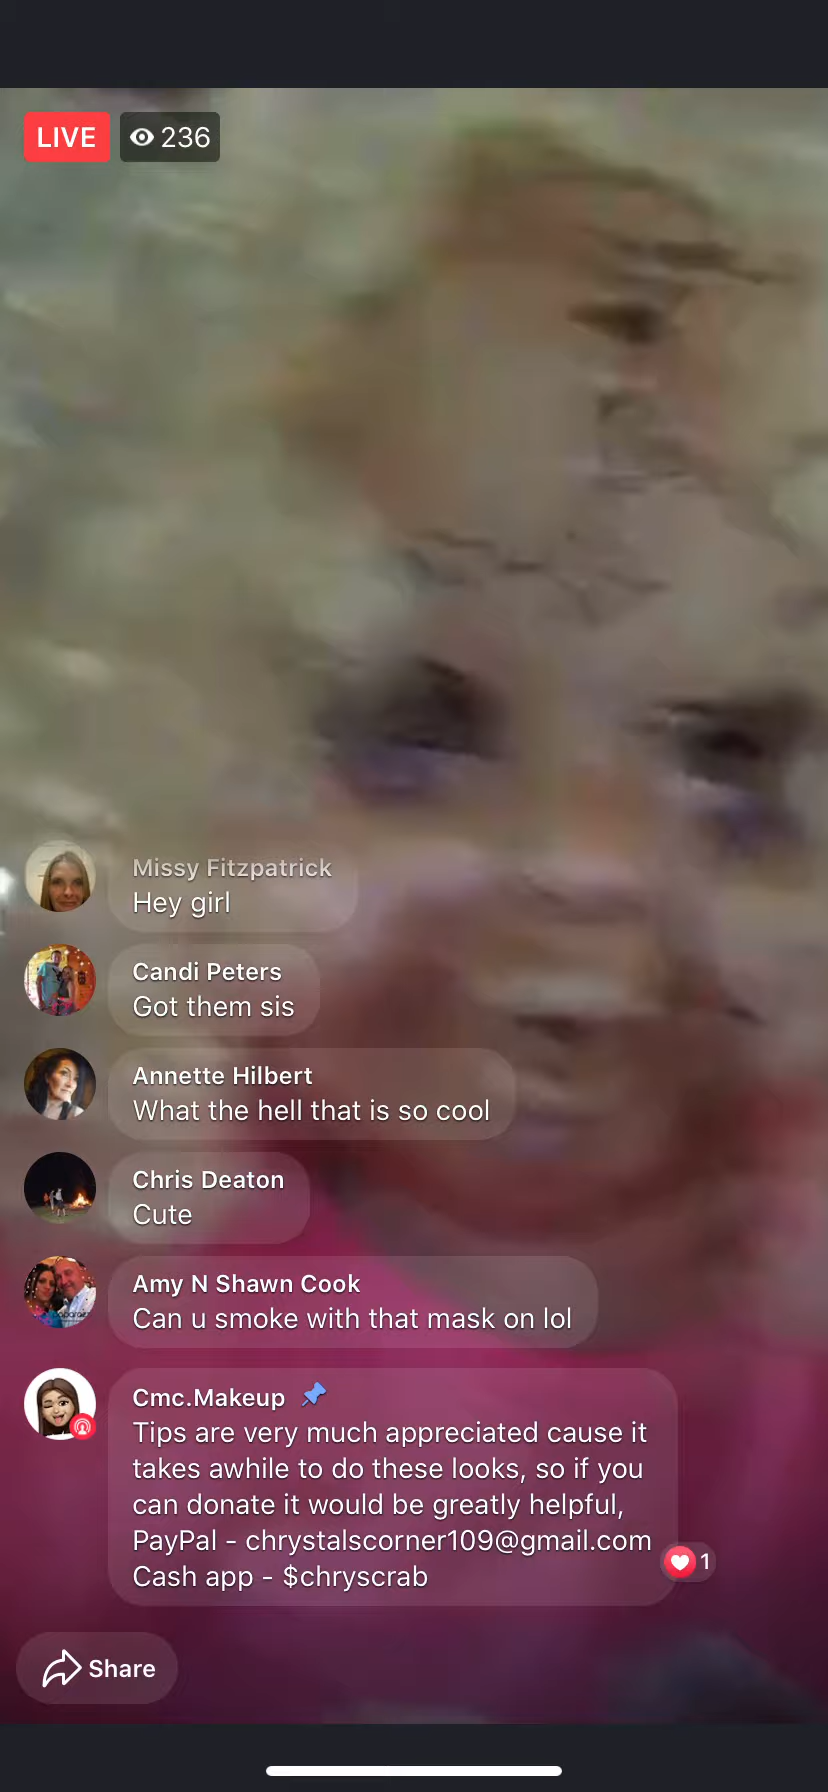 LIVE 236
Missy Fitzpatrick
Hey girl
Candi Peters
Got them sis
Annette Hilbert
What the hell that is so cool
Chris Deaton
Cute
Amy N Shawn Cook
Can u smoke with that mask on lol
Cmc.Makeup
Tips are very much appreciated cause it
takes awhile to do these looks, so if you
can donate it would be greatly helpful,
PayPal - chrystalscorner109@gmail.com
Cash app - $chryscrab
1
Share